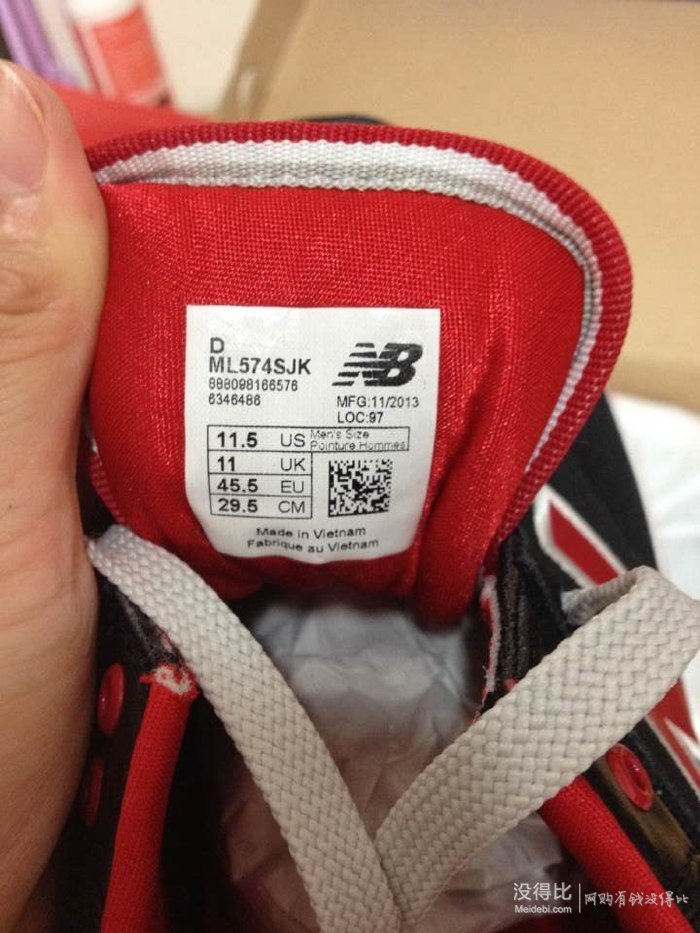 D
ML574SJK
888098166576
6346486
NB
MFG:11/2013
LOC:97
11.5 US Men's Size
Pointure Hommes
11 UK
45.5 EU
29.5 CM
Made in Vietnam
Fabrique au Vietnam
没得比 网购有钱没得比
Meidebi.com